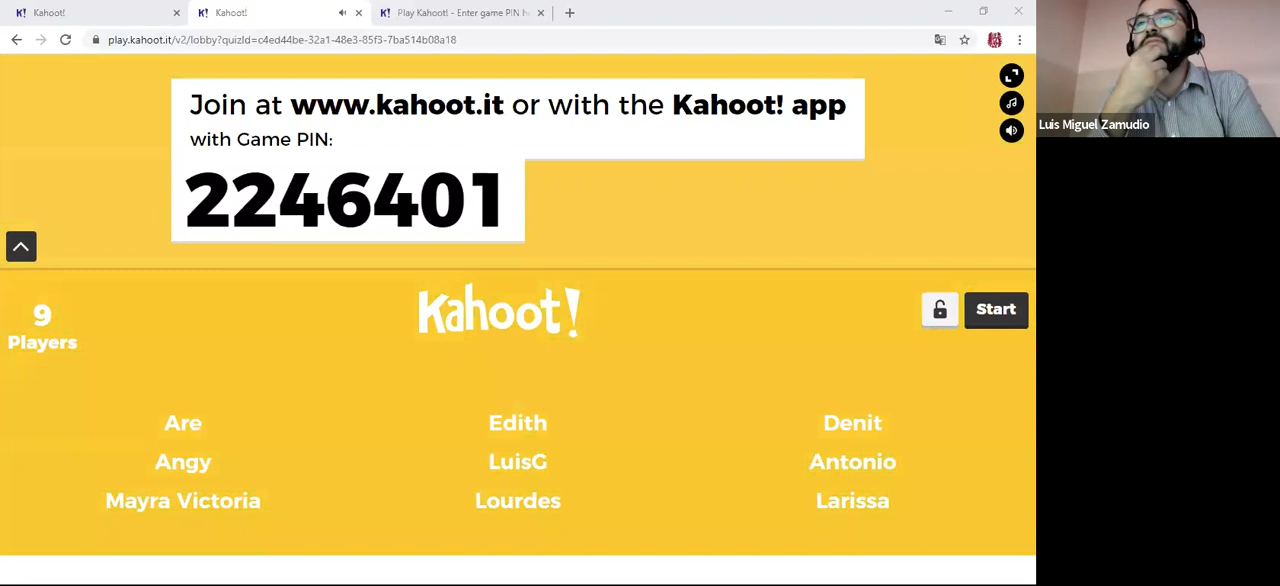 Kahoot!
Kahoot!
Play Kahoot! - Enter game PIN h
play.kahoot.it/v2/lobby?quizId=c4ed44be-32a1-48e3-85f3-7ba514b08a18
Join at www.kahoot.it or with the Kahoot! app
with Game PIN:
2246401
Luis Miguel Zamudio
9
Players
Kahoot!
Start
Are
Edith
Denit
Angy
LuisG
Antonio
Mayra Victoria
Lourdes
Larissa